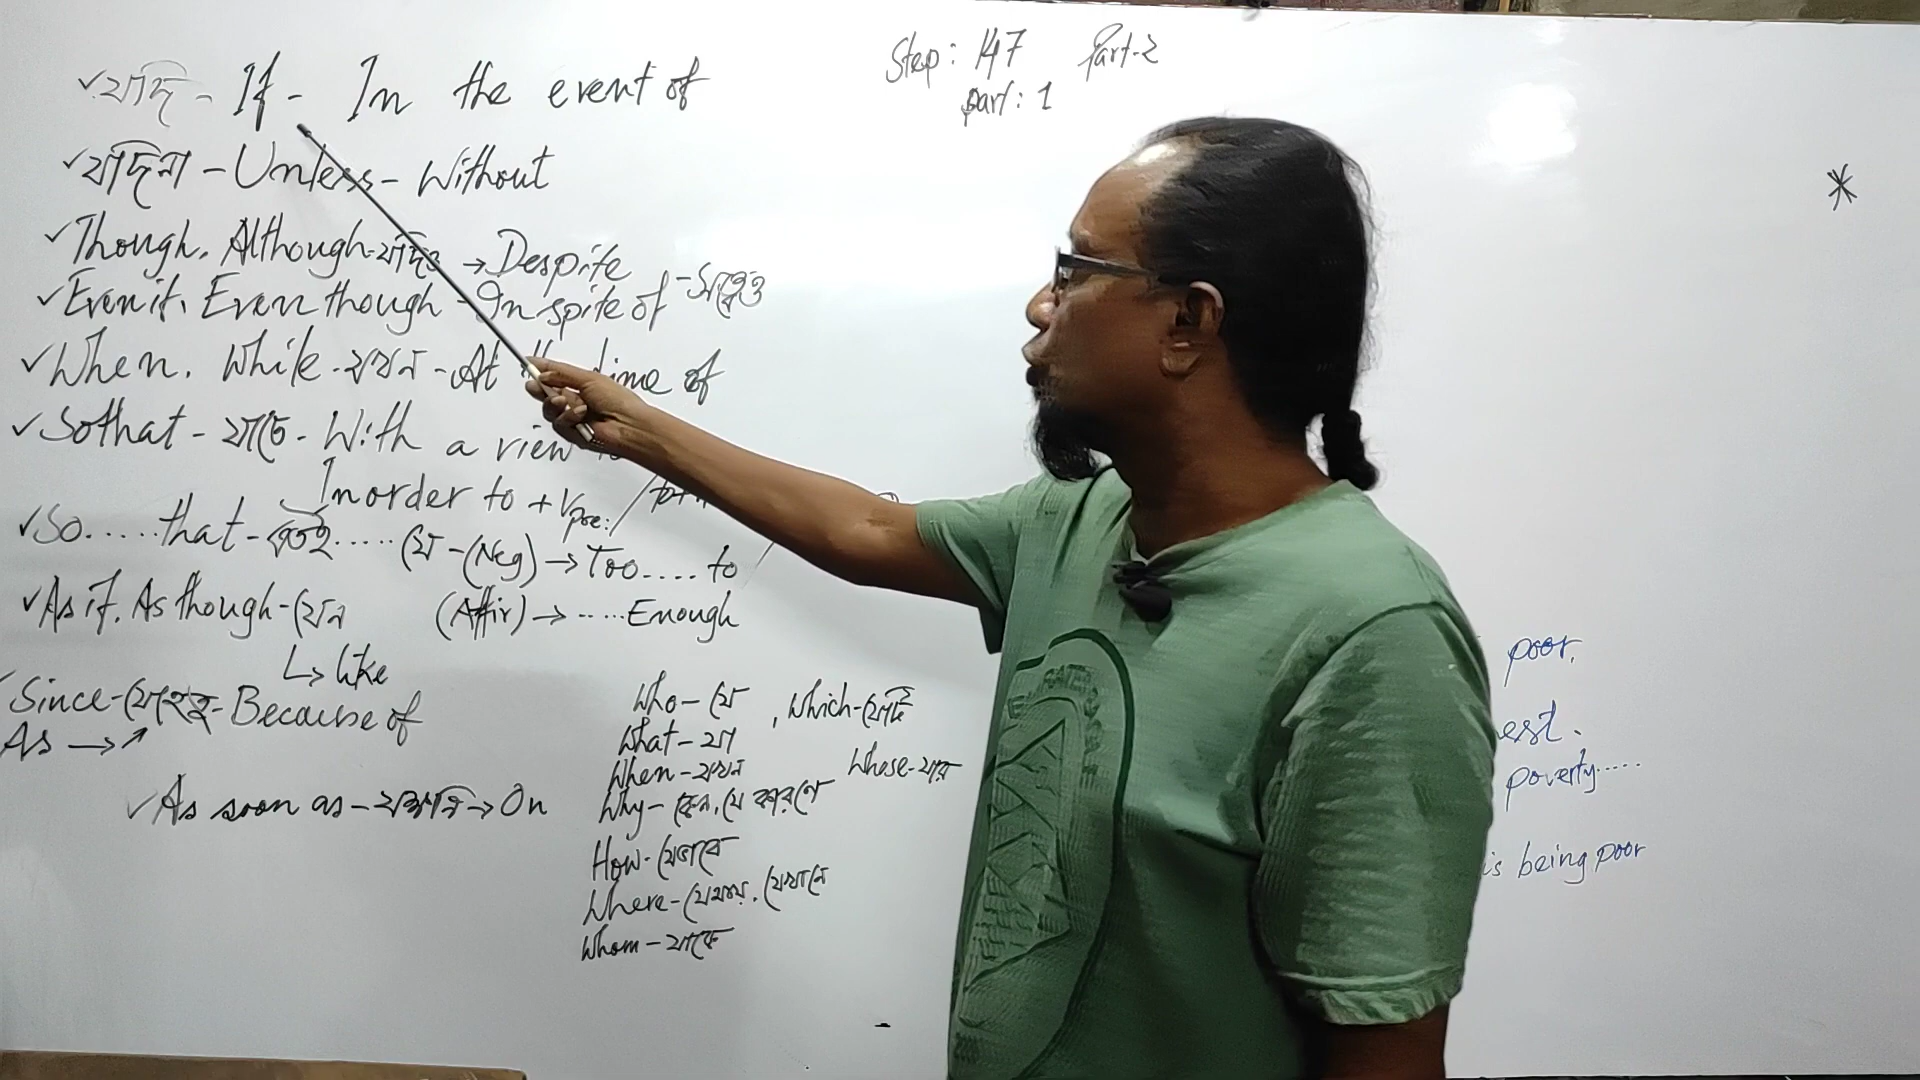 Step: 147 Part-2
Part: 1
✓যদি - If - In the event of
✓যদিনা - Unless - Without
✓Though, Although-যদিও → Despite
✓Even if, Even though - In spite of - সত্ত্বেও
✓When, While - যখন - At the time of
✓So that - যাতে - With a view to
In order to + Vpre:/
✓So.....that - এতই.....যে - (Neg) → Too.... to
✓As if, As though - যেন (Affir) → .....Enough
↳ like
Since - যেহেতু - Because of
As →↗
✓As soon as - যখনি → On
Who - যে , Which - যেটি
What - যা
When - যখন Whose - যার
Why - কেন, যে কারণে
How - যেভাবে
Where - যেথায়, যেখানে
Whom - যাকে
*
poor,
est.
poverty.....
is being poor